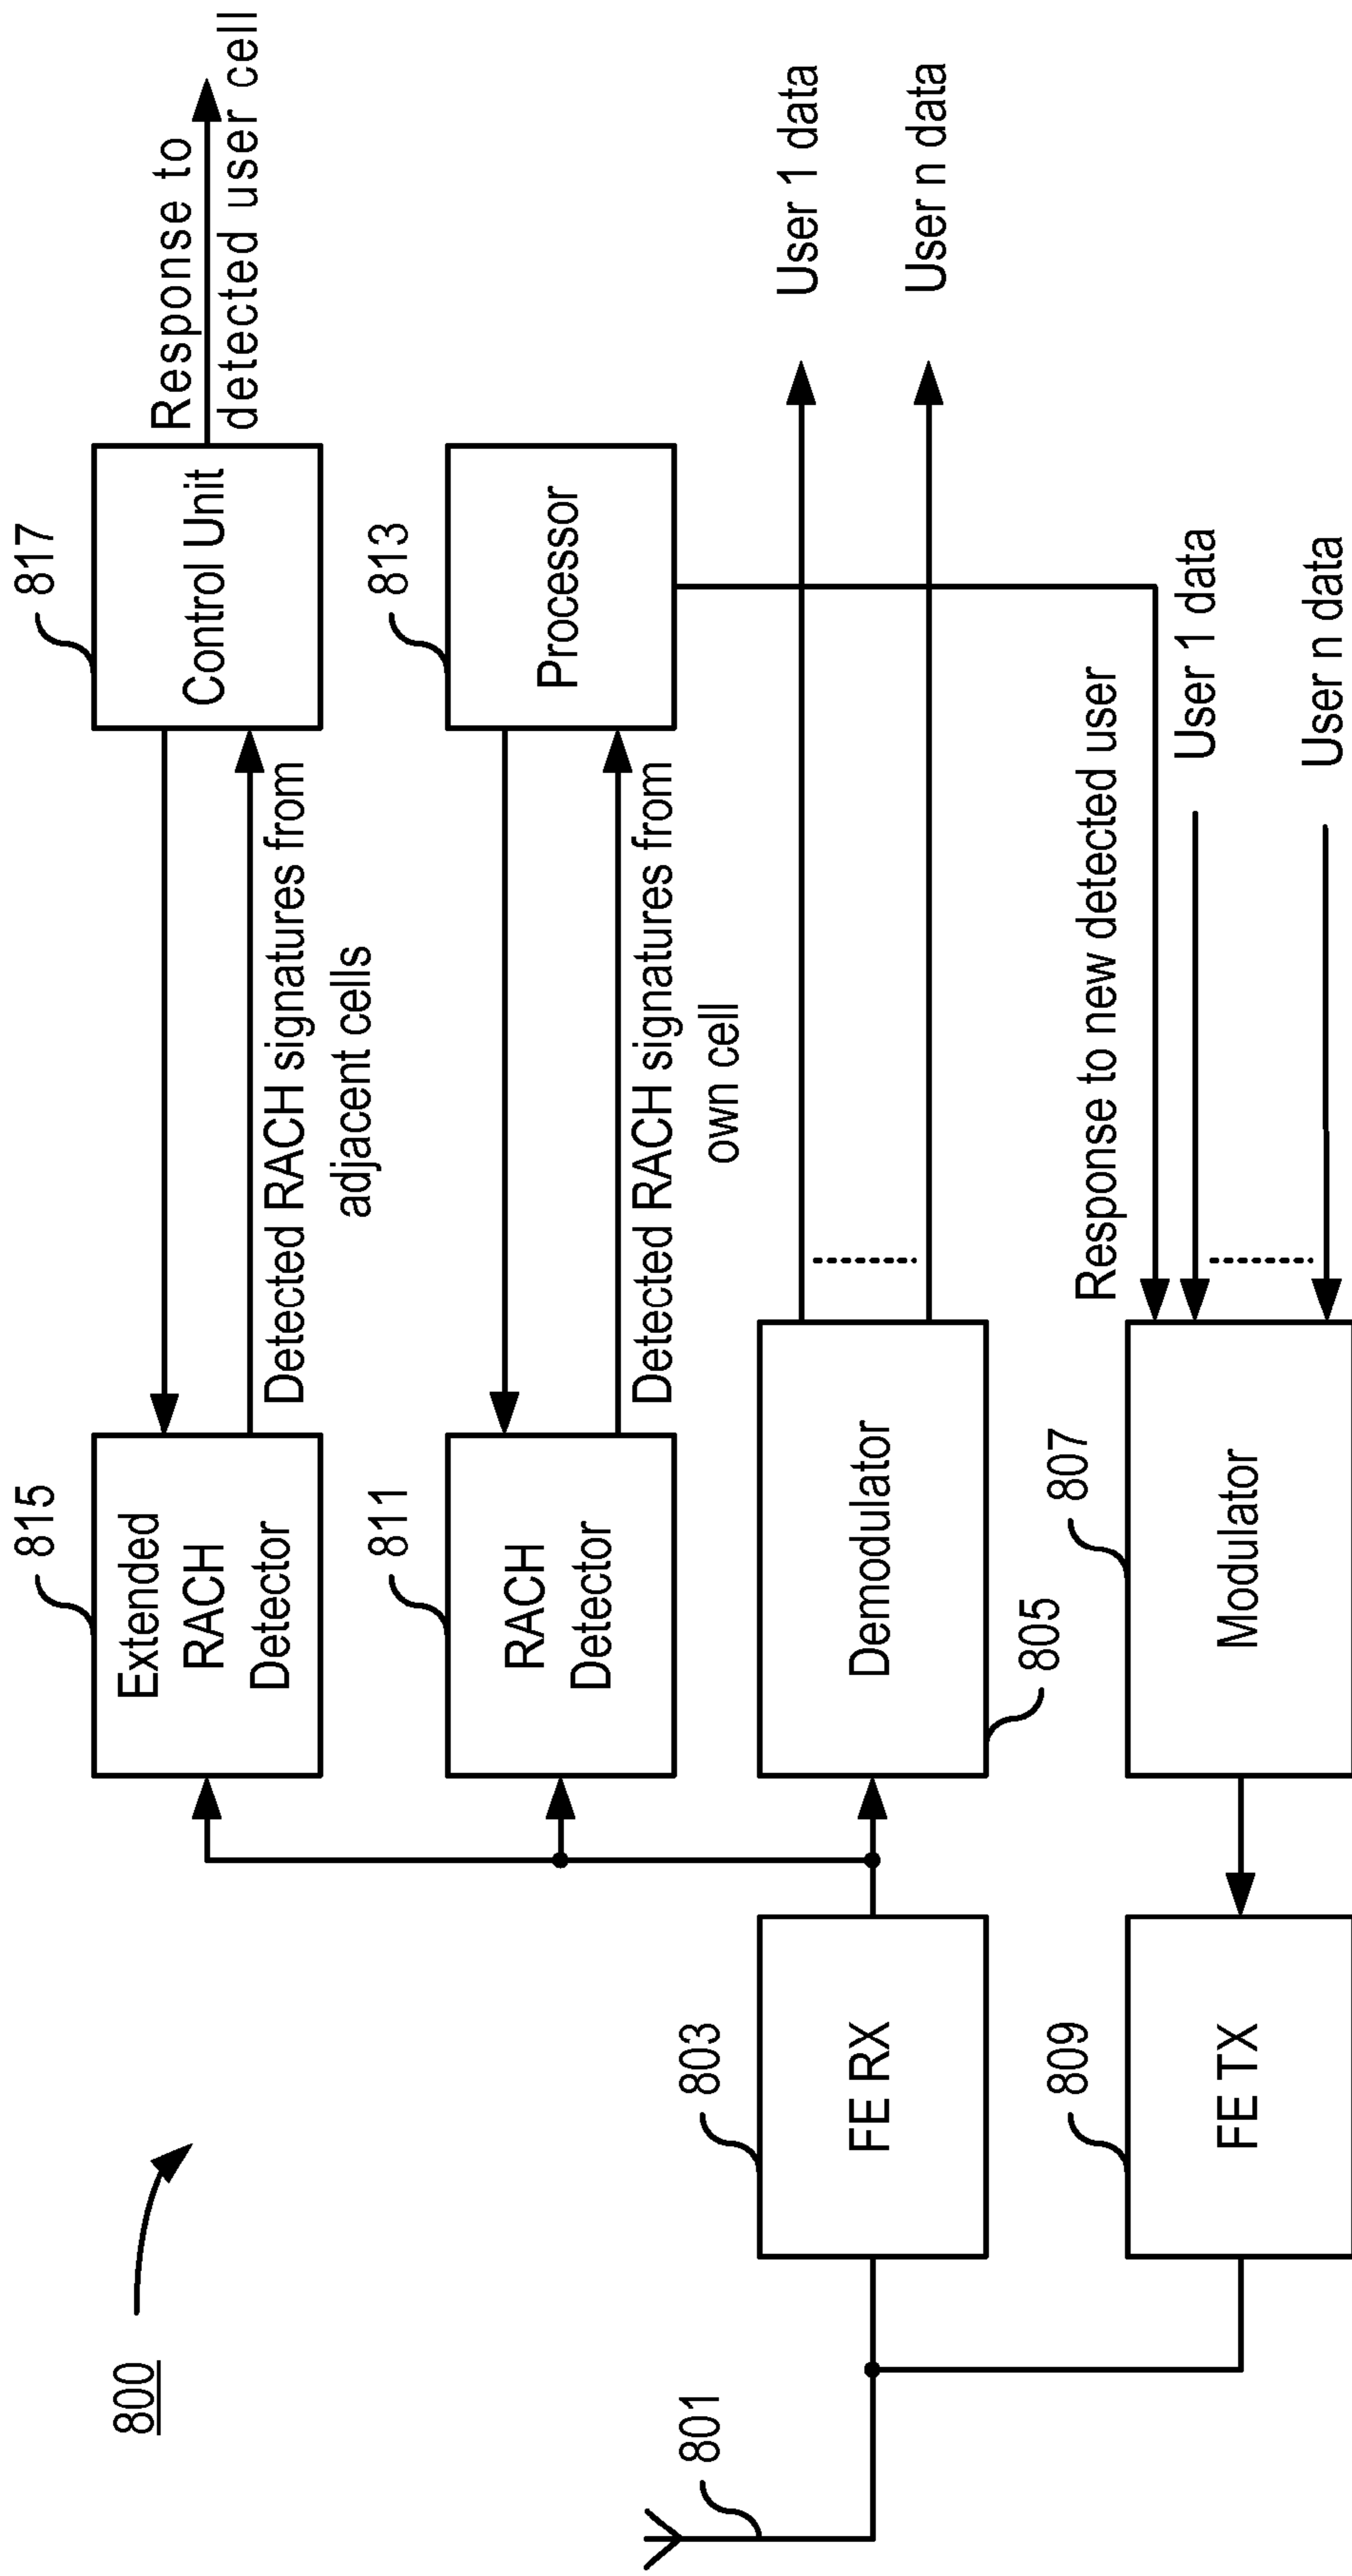 800
815
Extended
RACH
Detector
817
Control Unit
Response to
detected user cell
Detected RACH signatures from
adjacent cells
811
RACH
Detector
813
Processor
Detected RACH signatures from
own cell
801
803
FE RX
Demodulator
805
User 1 data
User n data
809
FE TX
807
Modulator
Response to new detected user
User 1 data
User n data